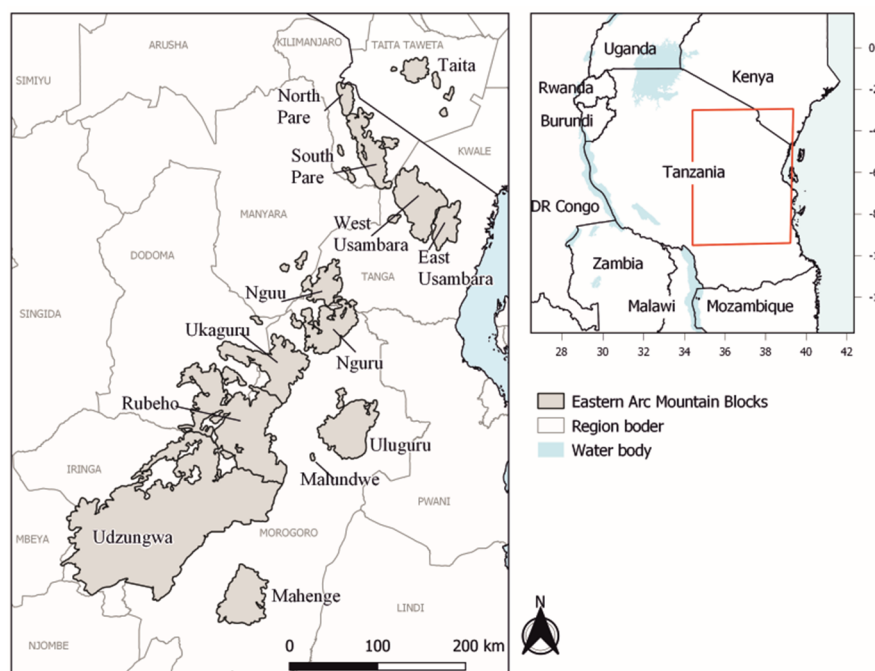 ARUSHA
KILIMANJARO
TAITA TAWETA
Taita
SIMIYU
North
Pare
South
Pare
KWALE
MANYARA
West
Usambara
East
Usambara
DODOMA
TANGA
Nguu
SINGIDA
Ukaguru
Nguru
Rubeho
Uluguru
IRINGA
Malundwe
PWANI
MBEYA
Udzungwa
MOROGORO
Mahenge
LINDI
NJOMBE
0 100 200 km
Uganda
Kenya
Rwanda
Burundi
Tanzania
DR Congo
Zambia
Malawi
Mozambique
0
-2
-4
-6
-8
28 30 32 34 36 38 40 42
Eastern Arc Mountain Blocks
Region boder
Water body
N